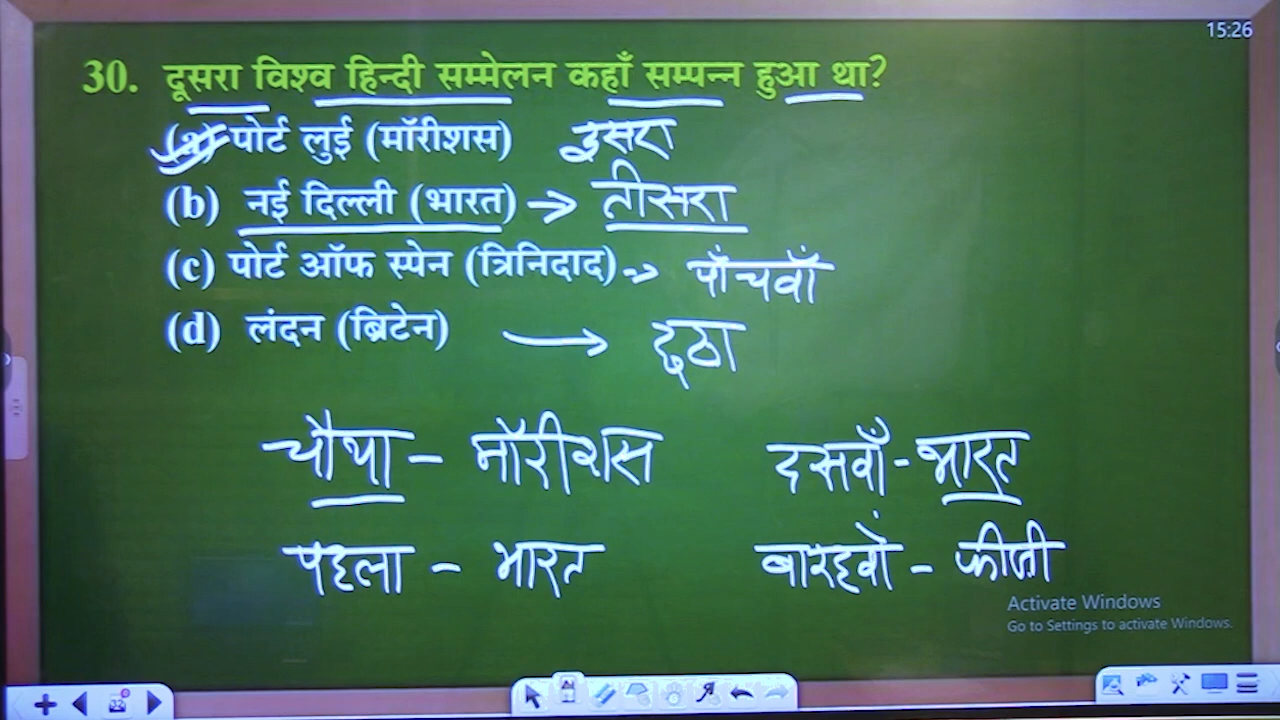 15:26
30. दूसरा विश्व हिन्दी सम्मेलन कहाँ सम्पन्न हुआ था?
(a) पोर्ट लुई (मॉरीशस) दूसरा
(b) नई दिल्ली (भारत) → तीसरा
(c) पोर्ट ऑफ स्पेन (त्रिनिदाद) → पाँचवाँ
(d) लंदन (ब्रिटेन) → छठा
चौथा - मॉरीशस दसवाँ - भारत
पहला - भारत बारहवाँ - फीजी
Activate Windows
Go to Settings to activate Windows.
22